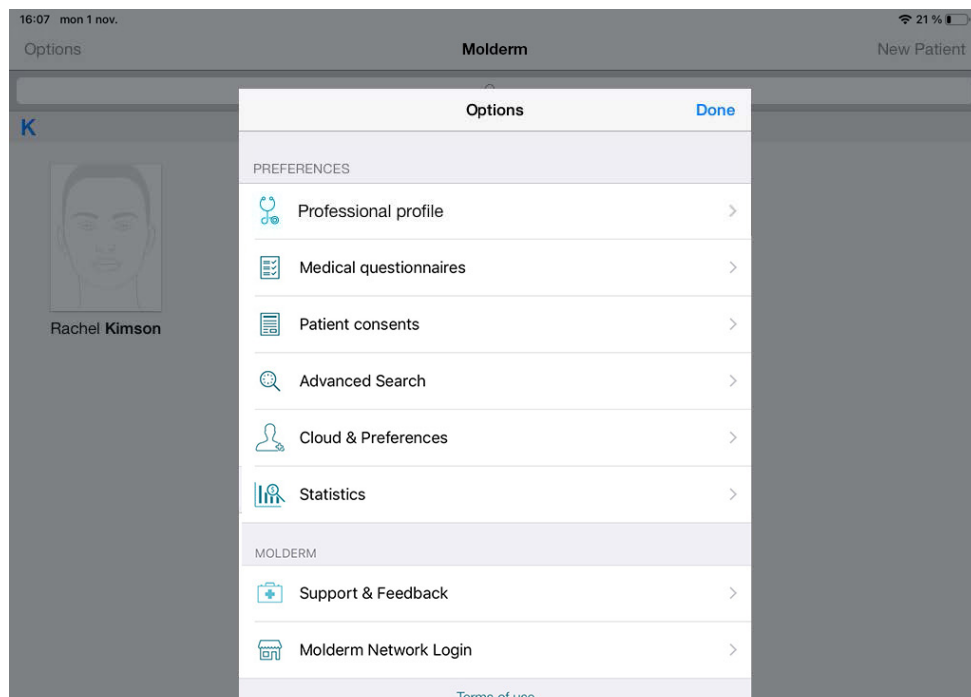 16:07 mon 1 nov. 21 %
Options Molderm New Patient
Options Done
K
PREFERENCES
Professional profile
Medical questionnaires
Rachel Kimson
Patient consents
Advanced Search
Cloud & Preferences
Statistics
MOLDERM
Support & Feedback
Molderm Network Login
Terms of use